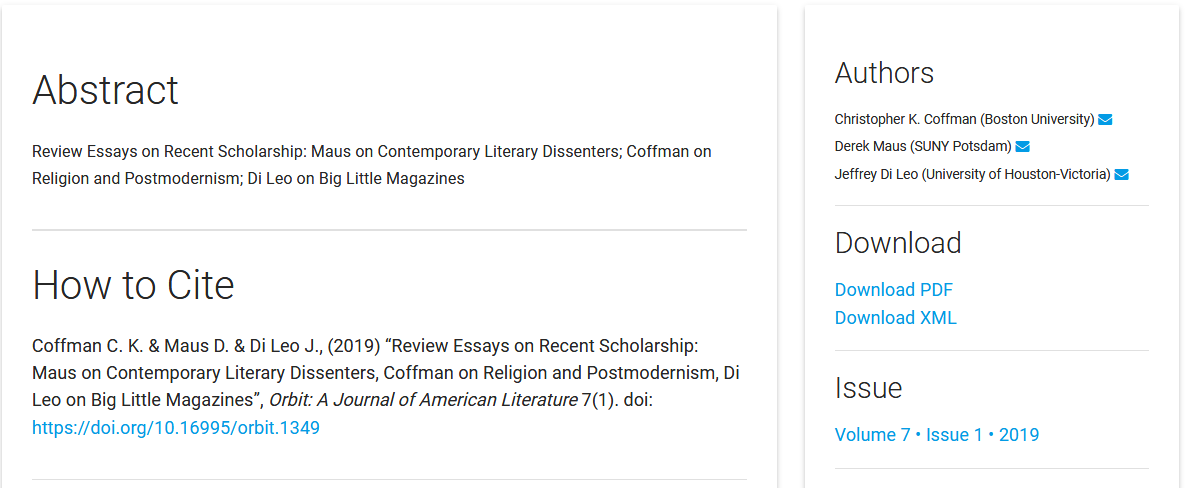 Abstract
Review Essays on Recent Scholarship: Maus on Contemporary Literary Dissenters; Coffman on
Religion and Postmodernism; Di Leo on Big Little Magazines
How to Cite
Coffman C. K. & Maus D. & Di Leo J., (2019) “Review Essays on Recent Scholarship:
Maus on Contemporary Literary Dissenters, Coffman on Religion and Postmodernism, Di
Leo on Big Little Magazines”, Orbit: A Journal of American Literature 7(1). doi:
https://doi.org/10.16995/orbit.1349
Authors
Christopher K. Coffman (Boston University)
Derek Maus (SUNY Potsdam)
Jeffrey Di Leo (University of Houston-Victoria)
Download
Download PDF
Download XML
Issue
Volume 7 • Issue 1 • 2019